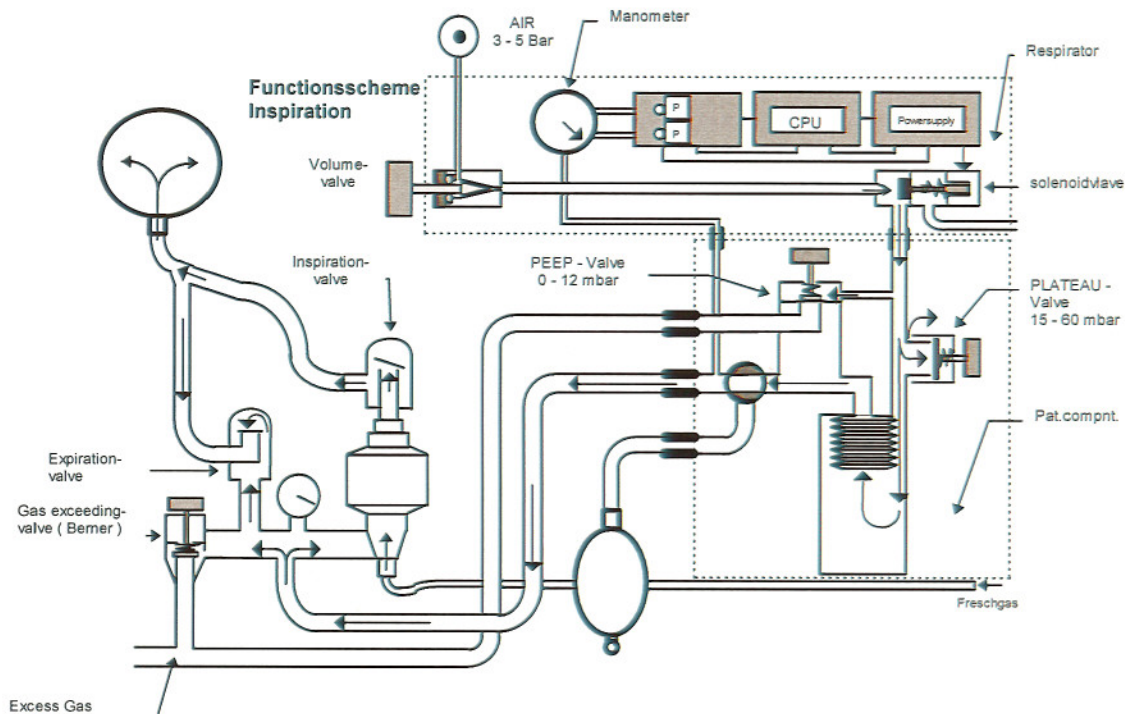 AIR
3 - 5 Bar
Manometer
Respirator
Functionsscheme
Inspiration
P
P
CPU
Powersupply
Volume-
valve
solenoidvlave
Inspiration-
valve
PEEP - Valve
0 - 12 mbar
PLATEAU -
Valve
15 - 60 mbar
Pat.compnt.
Expiration-
valve
Gas exceeding-
valve ( Berner )
Freschgas
Excess Gas